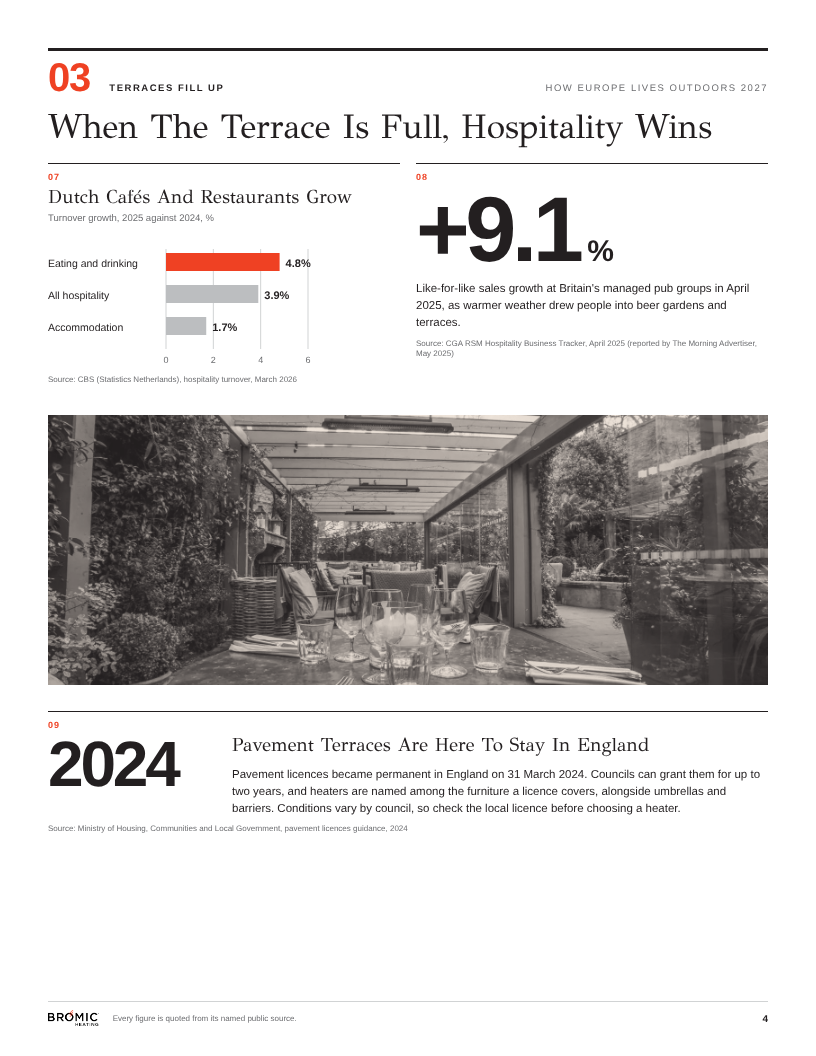 03 TERRACES FILL UP
HOW EUROPE LIVES OUTDOORS 2027
When The Terrace Is Full, Hospitality Wins
07
Dutch Cafés And Restaurants Grow
Turnover growth, 2025 against 2024, %
Eating and drinking 4.8%
All hospitality 3.9%
Accommodation 1.7%
0 2 4 6
Source: CBS (Statistics Netherlands), hospitality turnover, March 2026
08
+9.1%
Like-for-like sales growth at Britain's managed pub groups in April
2025, as warmer weather drew people into beer gardens and
terraces.
Source: CGA RSM Hospitality Business Tracker, April 2025 (reported by The Morning Advertiser,
May 2025)
09
2024
Pavement Terraces Are Here To Stay In England
Pavement licences became permanent in England on 31 March 2024. Councils can grant them for up to
two years, and heaters are named among the furniture a licence covers, alongside umbrellas and
barriers. Conditions vary by council, so check the local licence before choosing a heater.
Source: Ministry of Housing, Communities and Local Government, pavement licences guidance, 2024
BROMIC
HEATING
Every figure is quoted from its named public source.
4